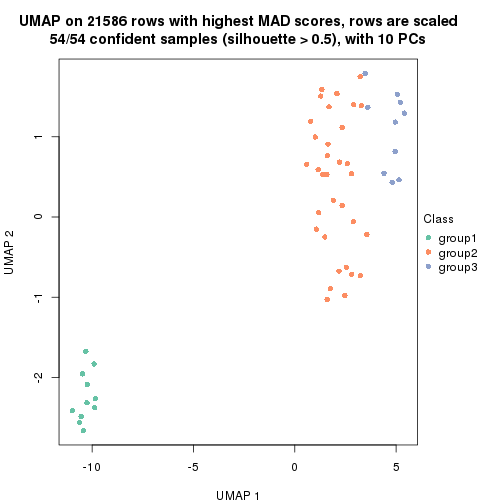 UMAP on 21586 rows with highest MAD scores, rows are scaled
54/54 confident samples (silhouette > 0.5), with 10 PCs
1
0
-1
-2
UMAP 2
-10
-5
0
5
UMAP 1
Class
group1
group2
group3